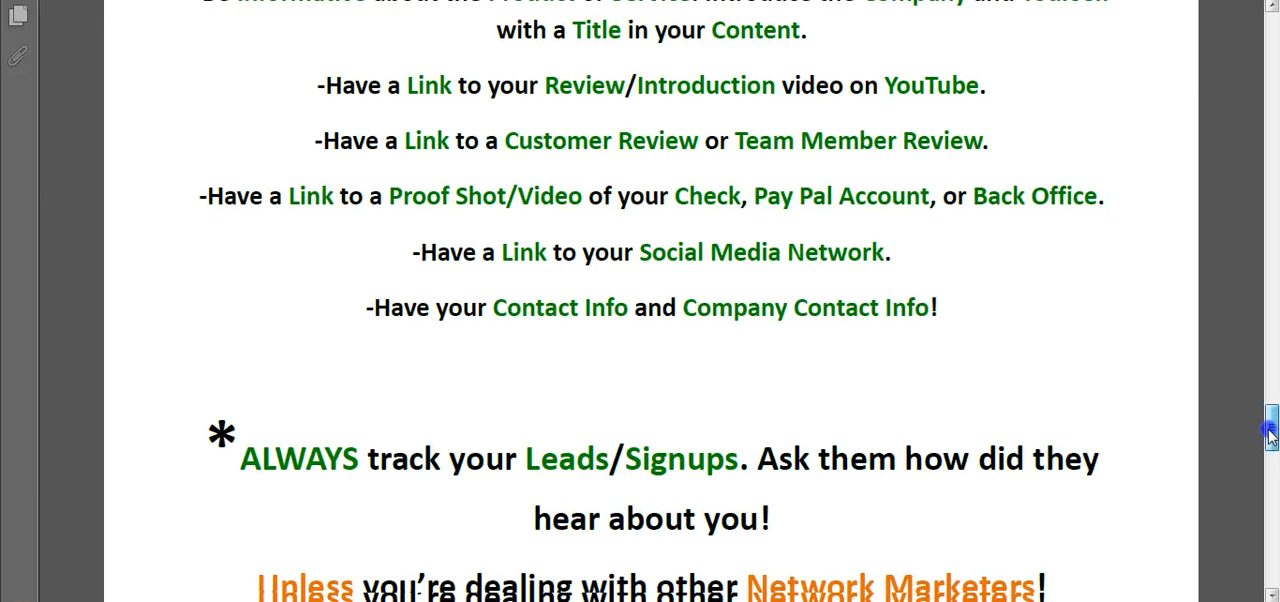 with a Title in your Content.
-Have a Link to your Review/Introduction video on YouTube.
-Have a Link to a Customer Review or Team Member Review.
-Have a Link to a Proof Shot/Video of your Check, Pay Pal Account, or Back Office.
-Have a Link to your Social Media Network.
-Have your Contact Info and Company Contact Info!
*ALWAYS track your Leads/Signups. Ask them how did they
hear about you!
Unless you’re dealing with other Network Marketers!